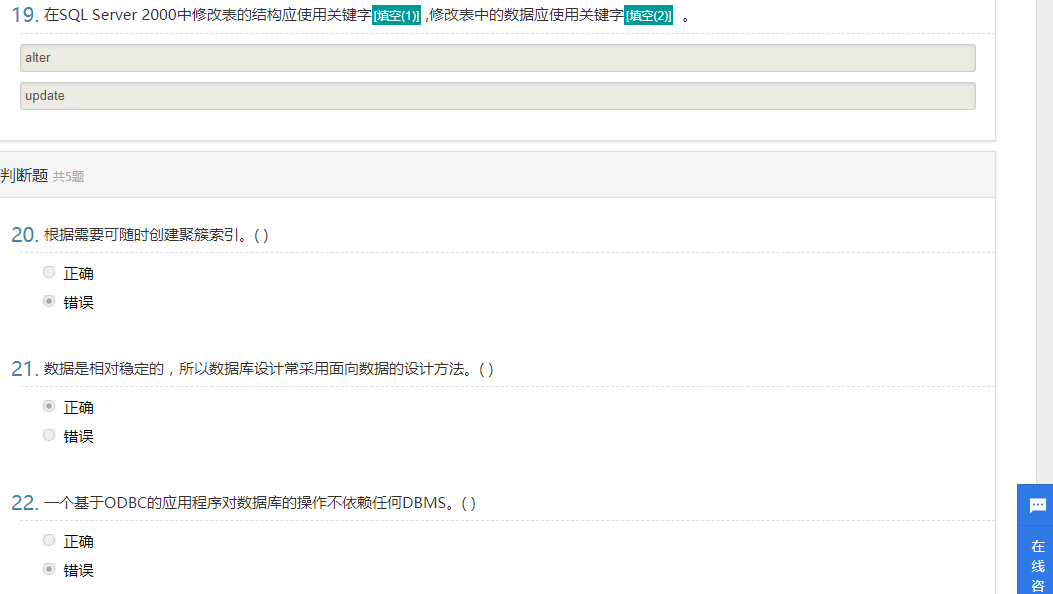 19. 在SQL Server 2000中修改表的结构应使用关键字[填空(1)] ,修改表中的数据应使用关键字[填空(2)] 。
alter
update
判断题 共5题
20. 根据需要可随时创建聚簇索引。( )
正确
错误
21. 数据是相对稳定的，所以数据库设计常采用面向数据的设计方法。( )
正确
错误
22. 一个基于ODBC的应用程序对数据库的操作不依赖任何DBMS。( )
正确
错误
在
线
咨